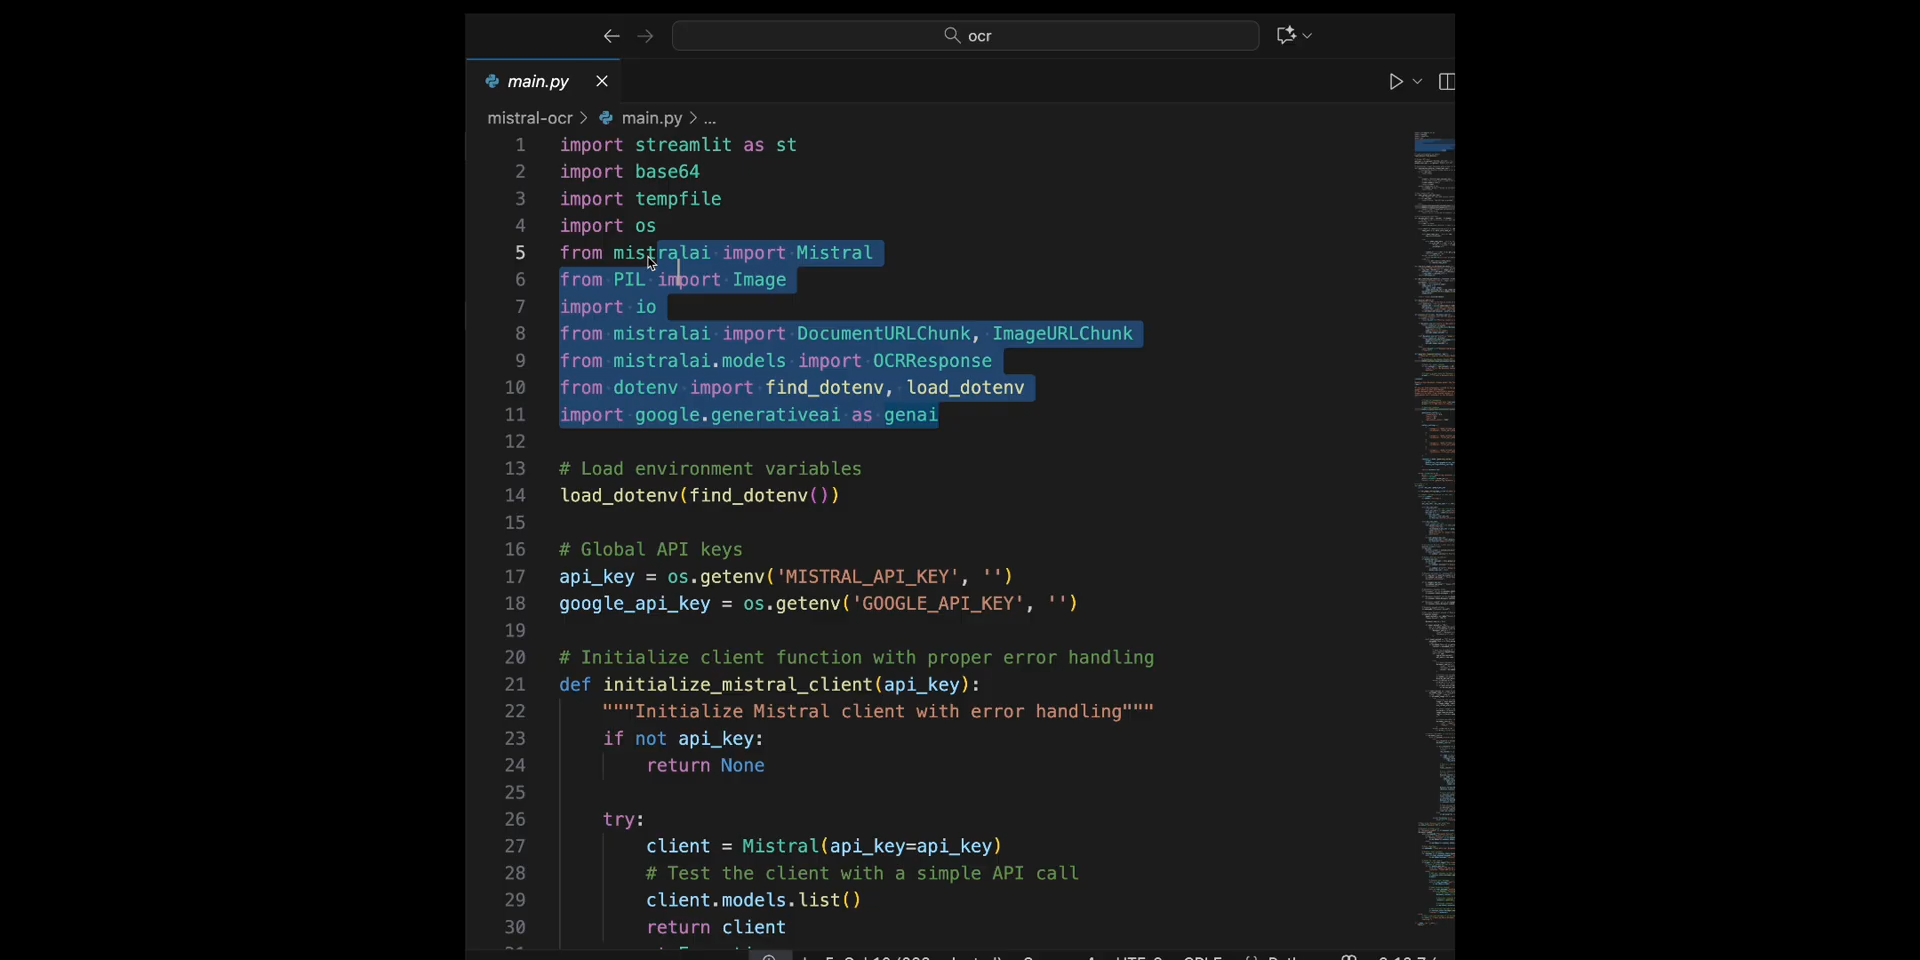 ocr
main.py
mistral-ocr > main.py > ...
1 import streamlit as st
2 import base64
3 import tempfile
4 import os
5 from mistralai import Mistral
6 from PIL import Image
7 import io
8 from mistralai import DocumentURLChunk, ImageURLChunk
9 from mistralai.models import OCRResponse
10 from dotenv import find_dotenv, load_dotenv
11 import google.generativeai as genai
12
13 # Load environment variables
14 load_dotenv(find_dotenv())
15
16 # Global API keys
17 api_key = os.getenv('MISTRAL_API_KEY', '')
18 google_api_key = os.getenv('GOOGLE_API_KEY', '')
19
20 # Initialize client function with proper error handling
21 def initialize_mistral_client(api_key):
22 """Initialize Mistral client with error handling"""
23 if not api_key:
24 return None
25
26 try:
27 client = Mistral(api_key=api_key)
28 # Test the client with a simple API call
29 client.models.list()
30 return client